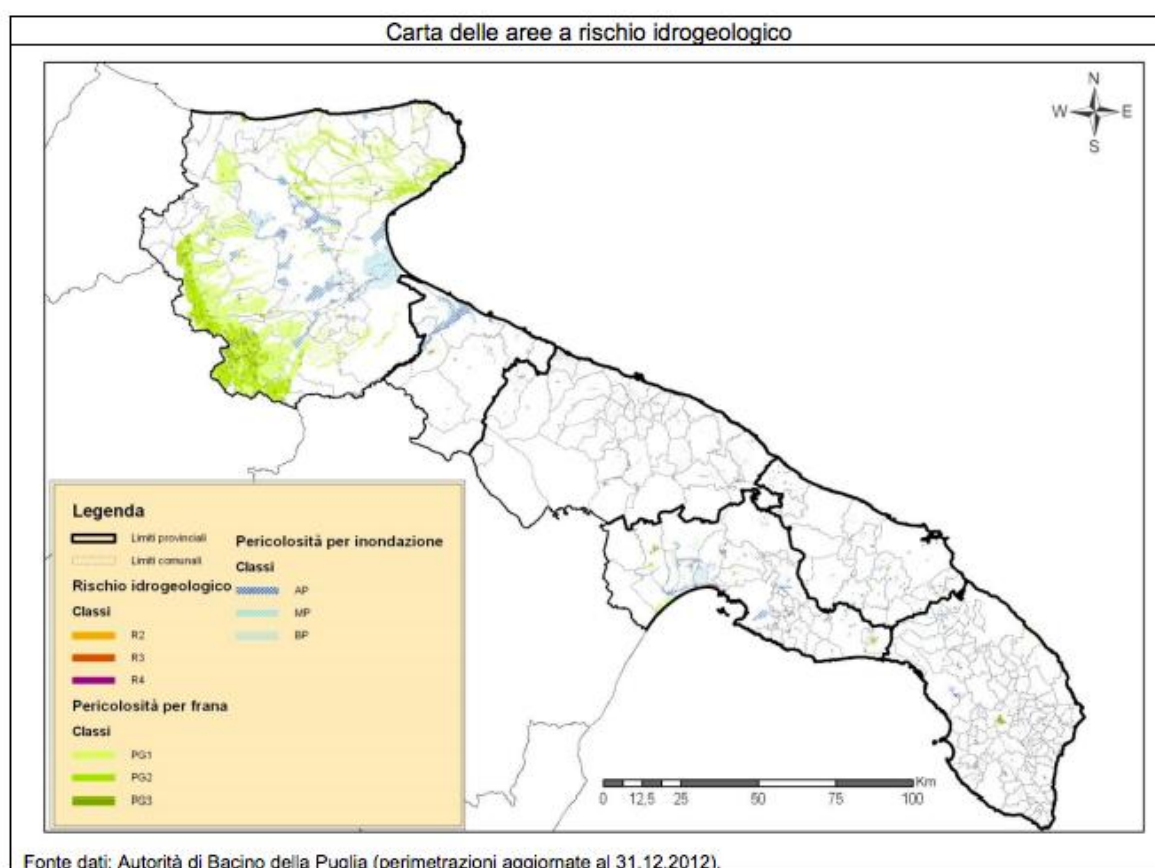 Carta delle aree a rischio idrogeologico
N
W E
S
Legenda
Limiti provinciali
Limiti comunali
Rischio idrogeologico
Classi
R2
R3
R4
Pericolosità per frana
Classi
PG1
PG2
PG3
Pericolosità per inondazione
Classi
AP
MP
BP
Km
0 12.5 25 50 75 100
Fonte dati: Autorità di Bacino della Puglia (perimetrazioni aggiornate al 31.12.2012).